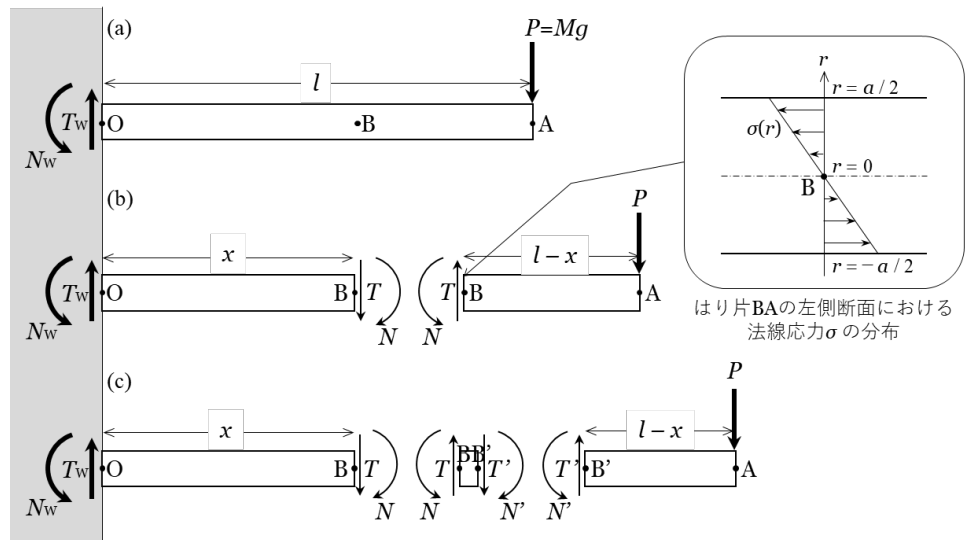 (a)
P=Mg
l
T_W
O
B
A
N_W
r
r = a / 2
σ(r)
r = 0
B
r = − a / 2
はり片BAの左側断面における
法線応力σ の分布
(b)
P
x
l – x
T_W
O
B
T
T
B
A
N_W
N
N
(c)
P
x
l – x
T_W
O
B
T
T
B
B'
T'
T'
B'
A
N_W
N
N
N'
N'